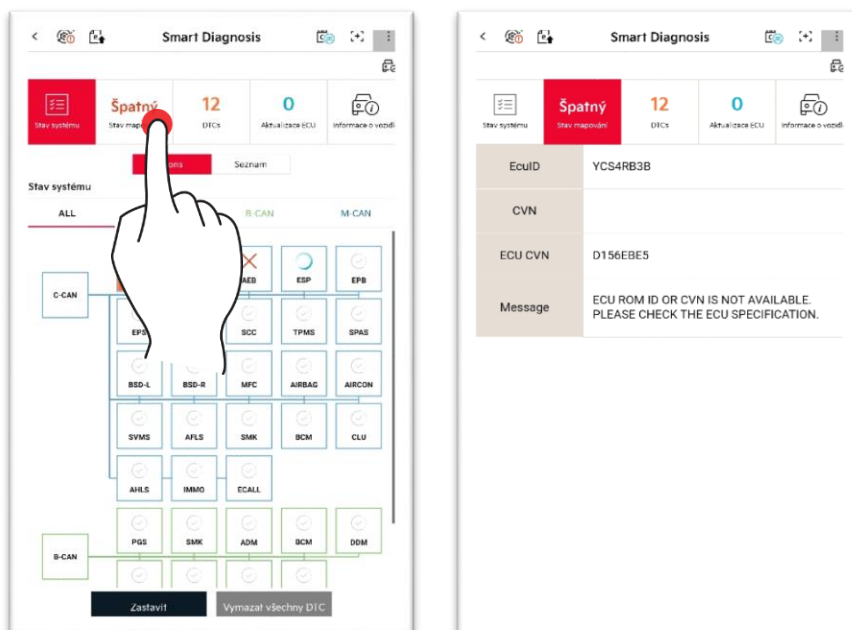 Smart Diagnosis
Stav systému
Špatný
12
DTCs
0
Aktualizace ECU
Informace o vozidl
Seznam
Stav systému
ALL
B-CAN
M-CAN
C-CAN
AEB
ESP
EPB
EPS
SCC
TPMS
SPAS
BSD-L
BSD-R
MFC
AIRBAG
AIRCON
SVMS
AFLS
SMK
BCM
CLU
AHLS
IMMO
ECALL
B-CAN
PGS
SMK
ADM
BCM
DDM
Zastavit
Vymazat všechny DTC
Smart Diagnosis
Stav systému
Špatný
Stav mapování
12
DTCs
0
Aktualizace ECU
Informace o vozidl
EcuID
YCS4RB3B
CVN
ECU CVN
D156EBE5
Message
ECU ROM ID OR CVN IS NOT AVAILABLE.
PLEASE CHECK THE ECU SPECIFICATION.